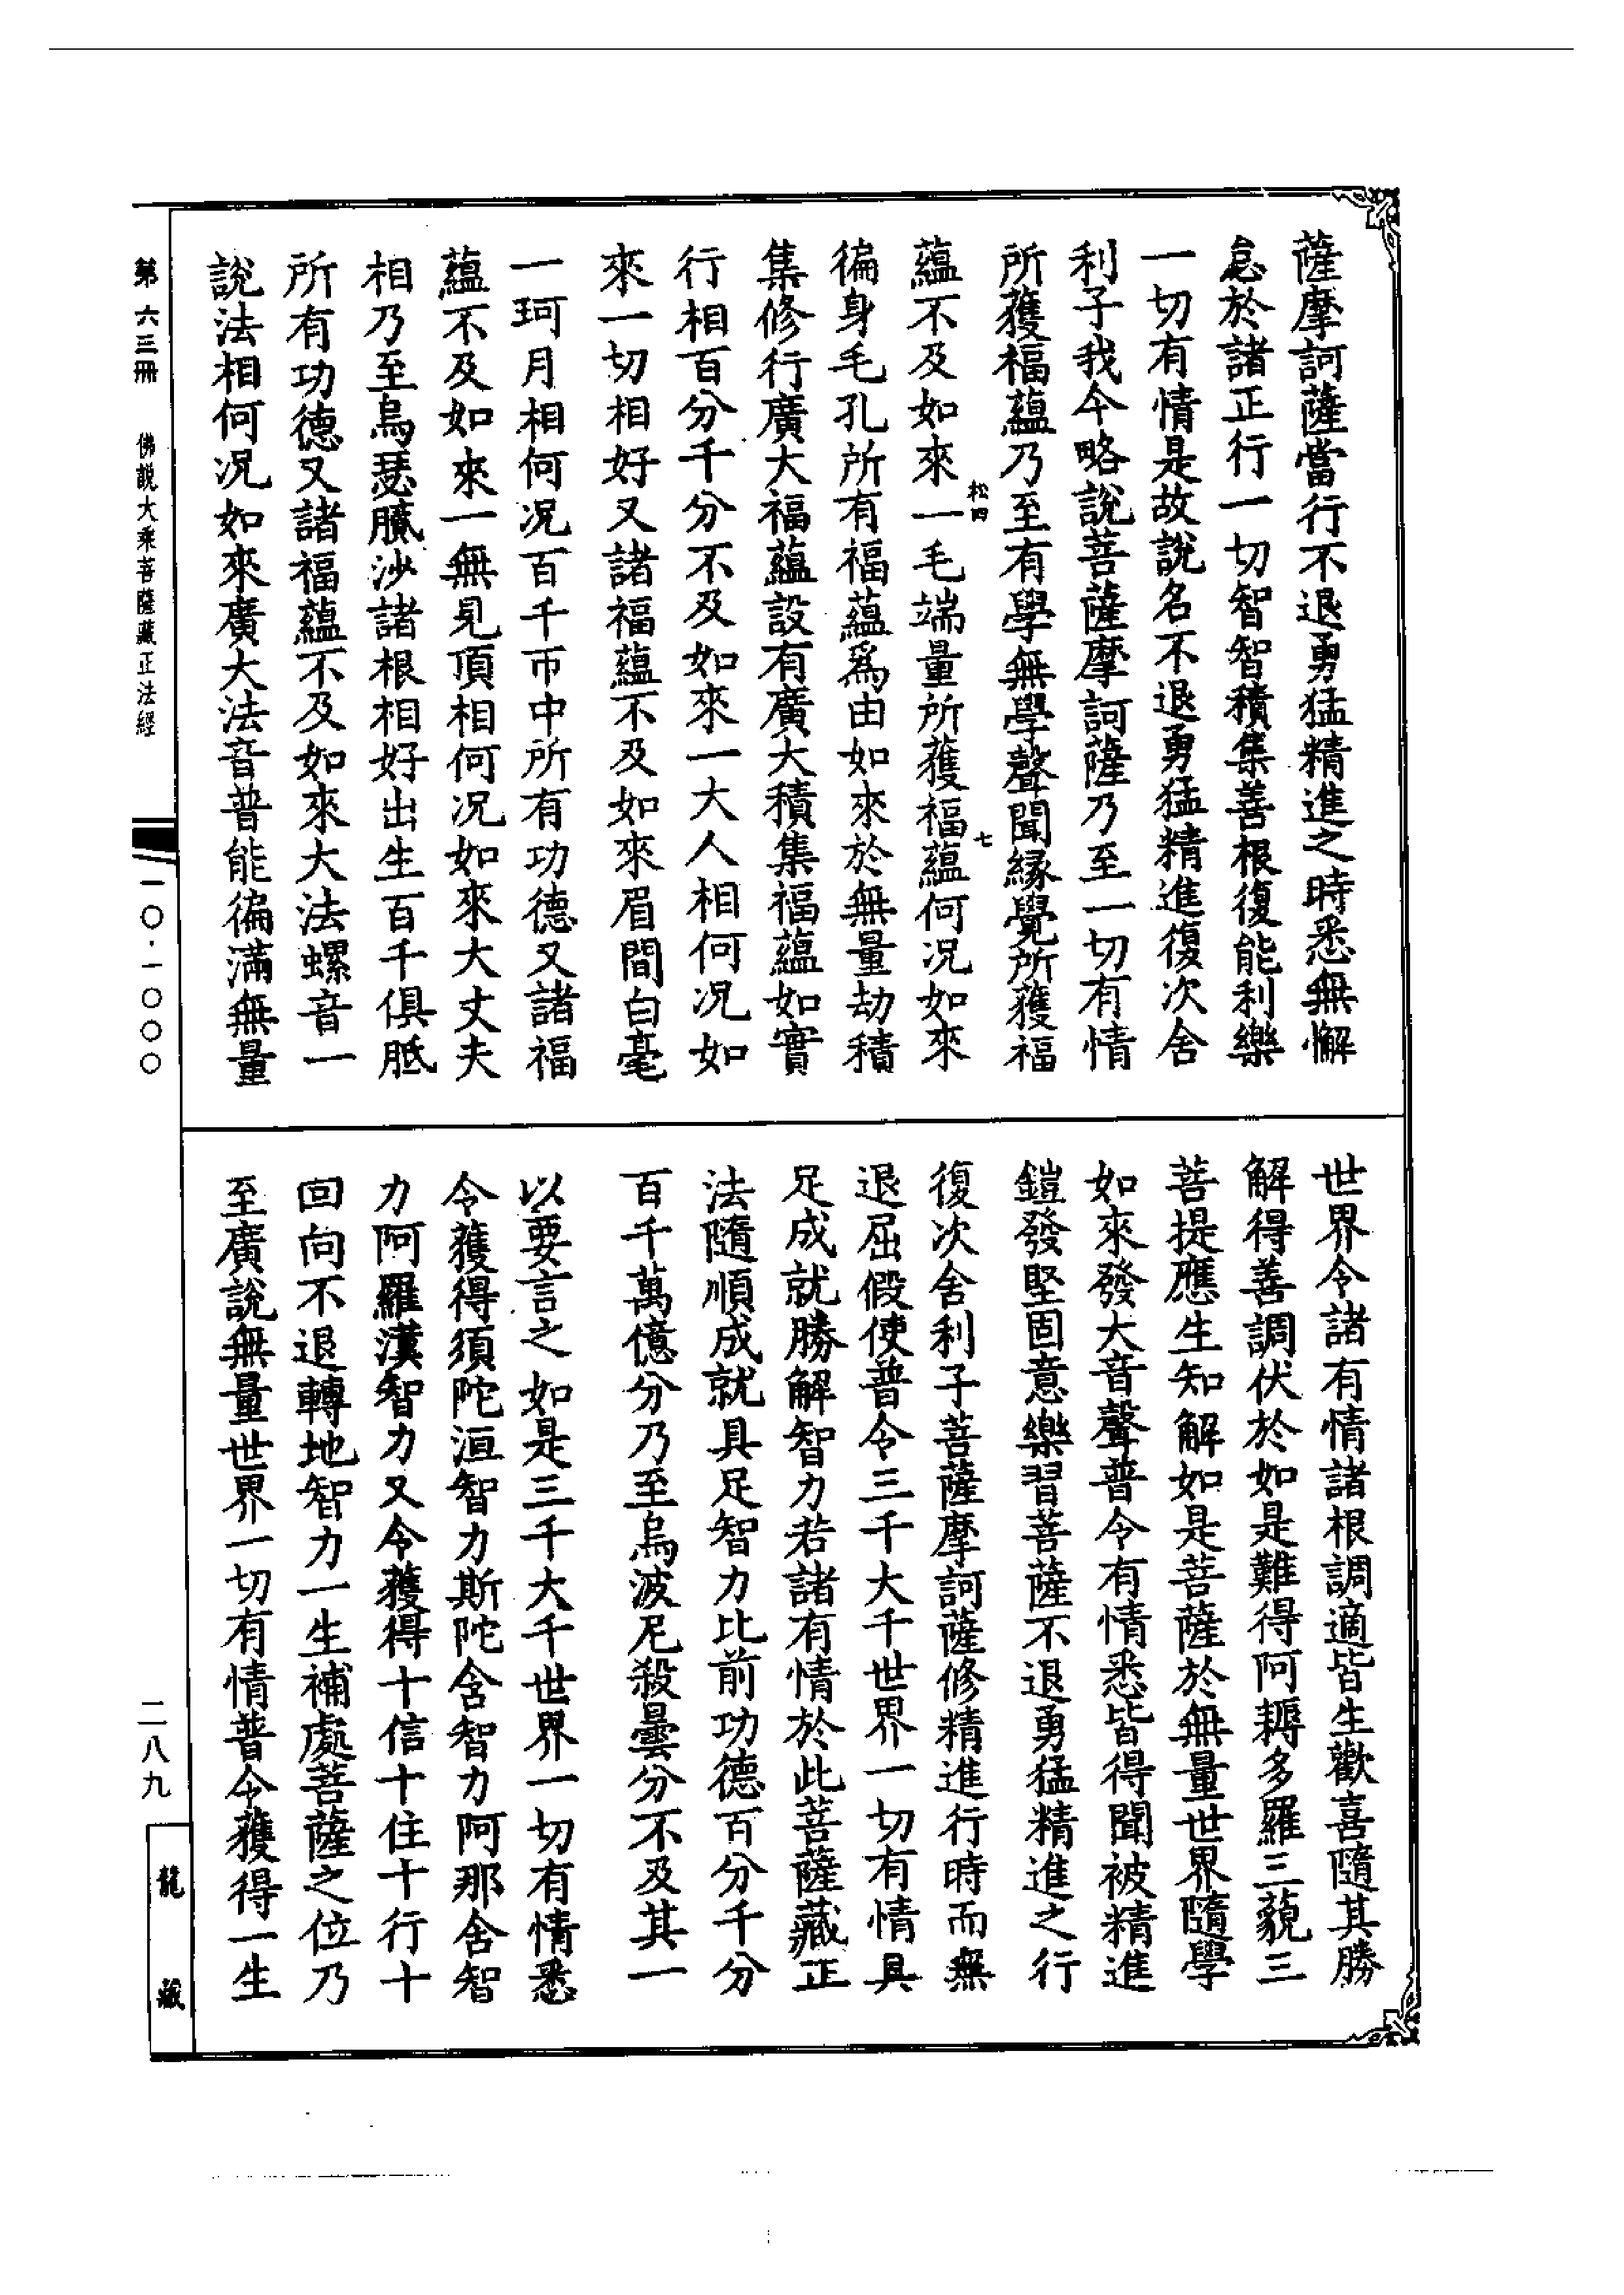 薩摩訶薩當行不退勇猛精進之時悉無懈
怠於諸正行一切智智積集善根復能利樂
一切有情是故說名不退勇猛精進復次舍
利子我今略說菩薩摩訶薩乃至一切有情
所獲福蘊乃至有學無學聲聞緣覺所獲福
松四 七
蘊不及如來一毛端量所獲福蘊何况如來
徧身毛孔所有福蘊爲由如來於無量劫積
集修行廣大福蘊設有廣大積集福蘊如實
行相百分千分不及如來一大人相何况如
來一切相好又諸福蘊不及如來眉間白毫
一珂月相何况百千帀中所有功德又諸福
蘊不及如來一無見頂相何况如來大丈夫
相乃至烏瑟膩沙諸根相好出生百千俱胝
所有功德又諸福蘊不及如來大法螺音一
說法相何况如來廣大法音普能徧滿無量
世界令諸有情諸根調適皆生歡喜隨其勝
解得善調伏於如是難得阿耨多羅三藐三
菩提應生知解如是菩薩於無量世界隨學
如來發大音聲普令有情悉皆得聞被精進
鎧發堅固意樂習菩薩不退勇猛精進之行
復次舍利子菩薩摩訶薩修精進行時而無
退屈假使普令三千大千世界一切有情具
足成就勝解智力若諸有情於此菩薩藏正
法隨順成就具足智力比前功德百分千分
百千萬億分乃至烏波尼殺曇分不及其一
以要言之如是三千大千世界一切有情悉
令獲得須陀洹智力斯陀含智力阿那含智
力阿羅漢智力又令獲得十信十住十行十
回向不退轉地智力一生補處菩薩之位乃
至廣說無量世界一切有情普令獲得一生
第六三冊 佛說大乘菩薩藏正法經
一〇·一〇〇〇
二八九
龍藏